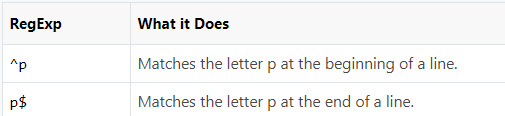 RegExp What it Does
^p Matches the letter p at the beginning of a line.
p$ Matches the letter p at the end of a line.